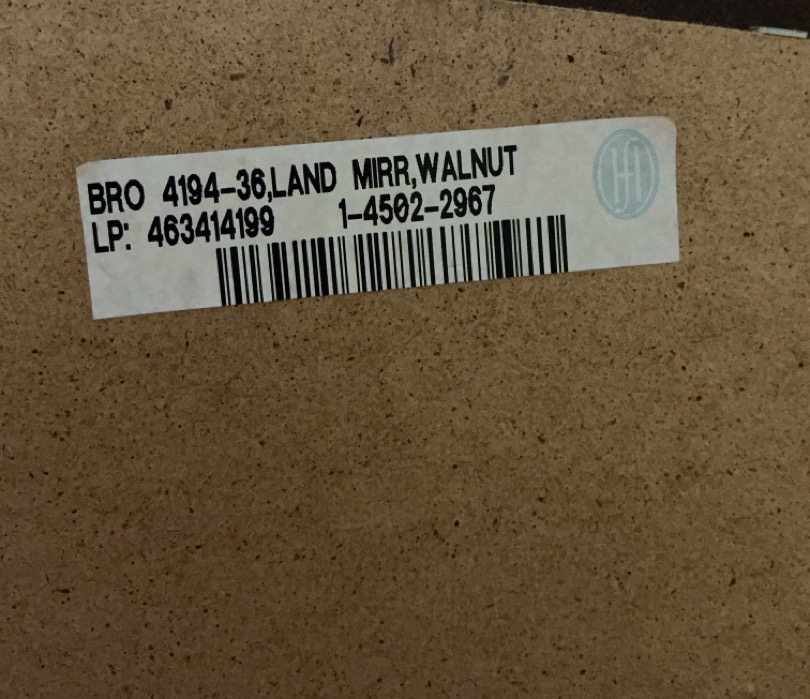 BRO 4194-36,LAND MIRR,WALNUT
LP: 463414199 1-4502-2967